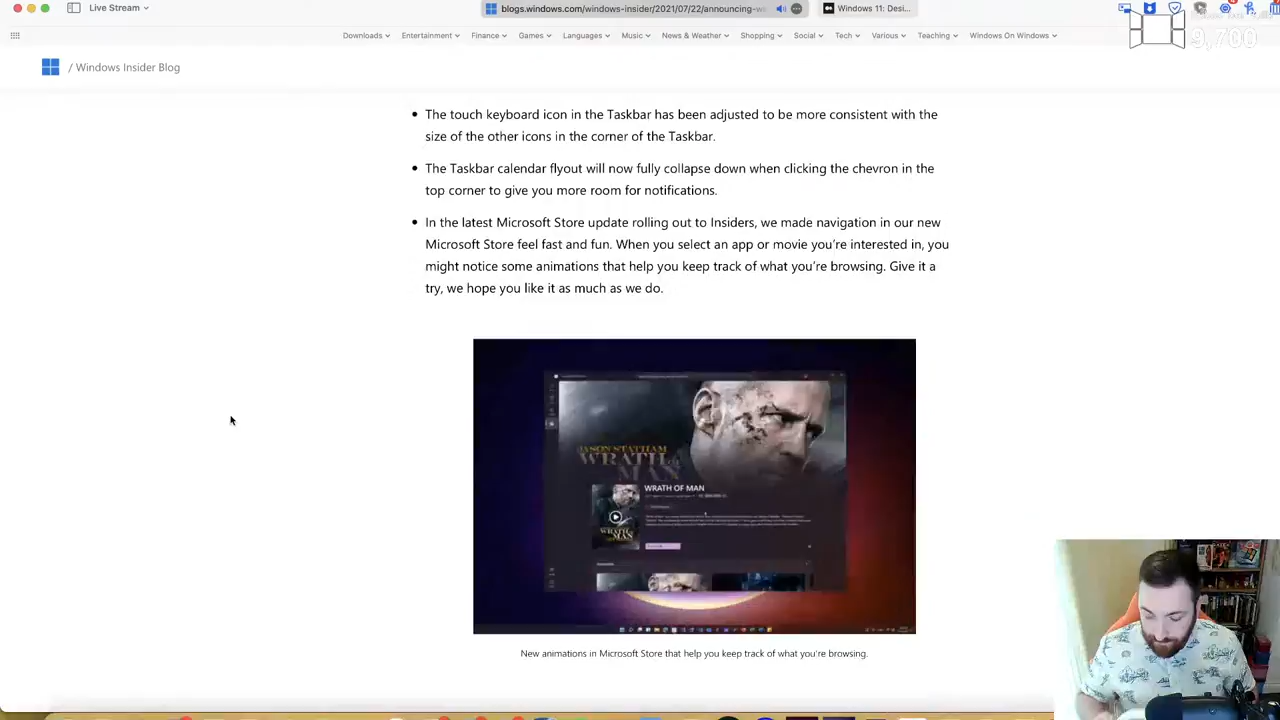 Live Stream
blogs.windows.com/windows-insider/2021/07/22/announcing-w
Windows 11: Desi...
Downloads
Entertainment
Finance
Games
Languages
Music
News & Weather
Shopping
Social
Tech
Various
Teaching
Windows On Windows
9,700
/ Windows Insider Blog
• The touch keyboard icon in the Taskbar has been adjusted to be more consistent with the
size of the other icons in the corner of the Taskbar.
• The Taskbar calendar flyout will now fully collapse down when clicking the chevron in the
top corner to give you more room for notifications.
• In the latest Microsoft Store update rolling out to Insiders, we made navigation in our new
Microsoft Store feel fast and fun. When you select an app or movie you're interested in, you
might notice some animations that help you keep track of what you're browsing. Give it a
try, we hope you like it as much as we do.
JASON STATHAM
WRATH OF
MAN
WRATH OF MAN
WRATH OF
MAN
New animations in Microsoft Store that help you keep track of what you're browsing.